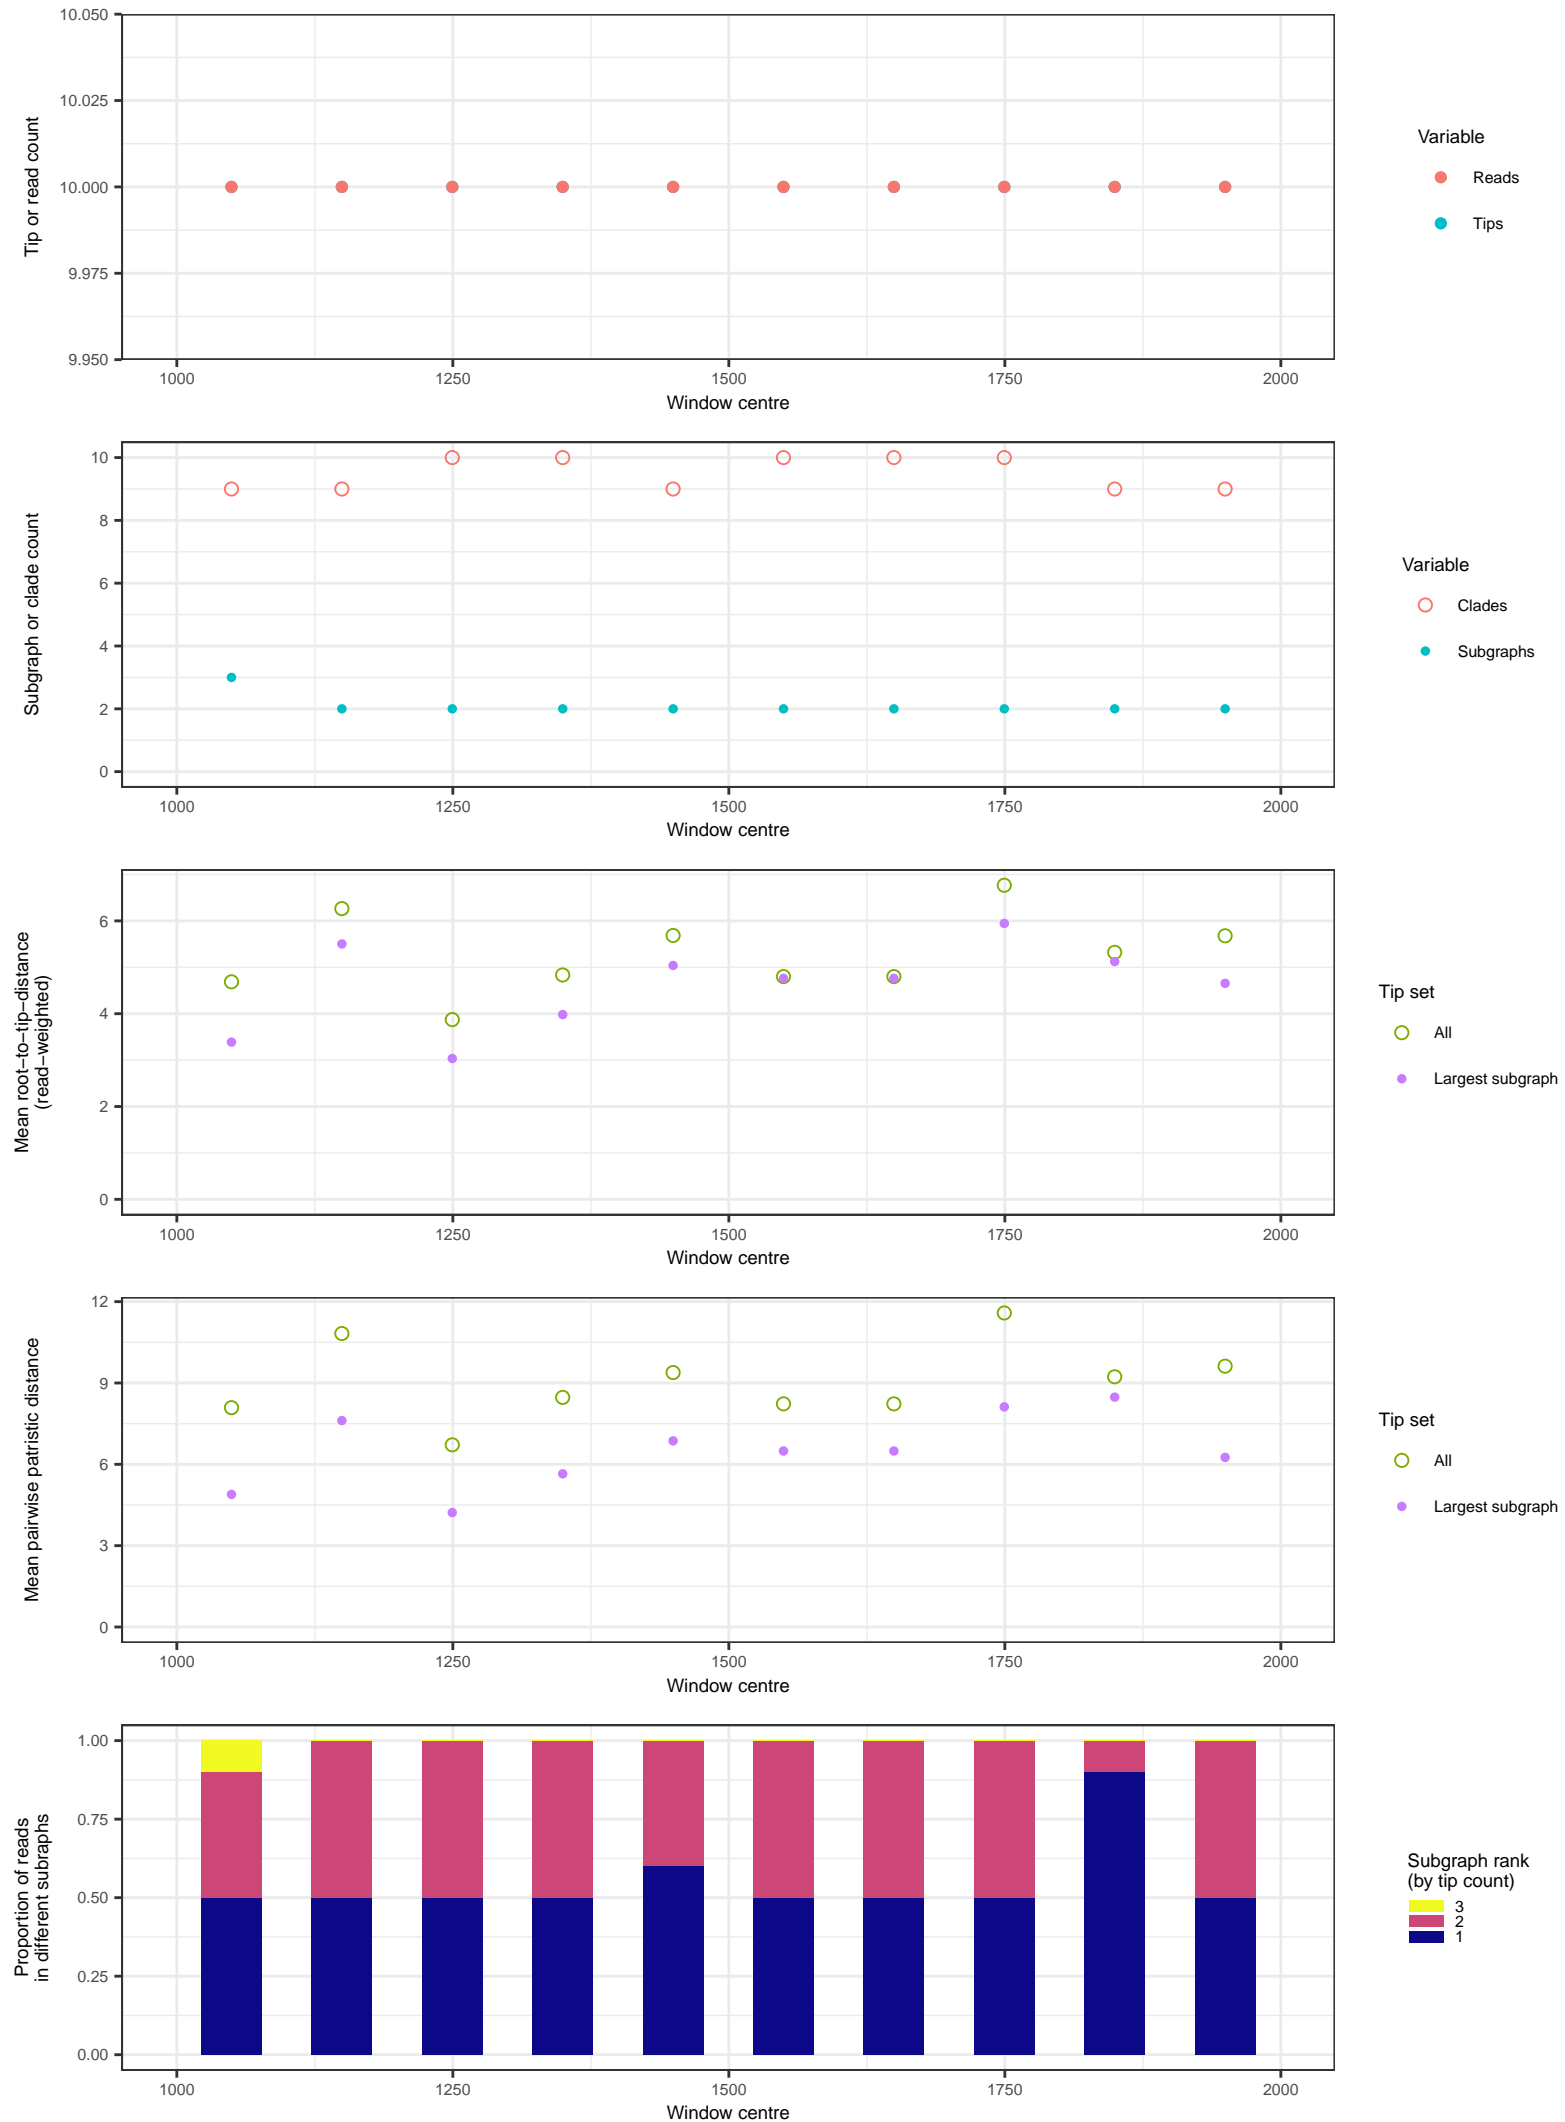 10.050
10.025
10.000
9.975
9.950
Tip or read count
1000 1250 1500 1750 2000
Window centre
Variable
Reads
Tips
10
8
6
4
2
0
Subgraph or clade count
1000 1250 1500 1750 2000
Window centre
Variable
Clades
Subgraphs
6
4
2
0
Mean root−to−tip−distance
(read−weighted)
1000 1250 1500 1750 2000
Window centre
Tip set
All
Largest subgraph
12
9
6
3
0
Mean pairwise patristic distance
1000 1250 1500 1750 2000
Window centre
Tip set
All
Largest subgraph
1.00
0.75
0.50
0.25
0.00
Proportion of reads
in different subraphs
1000 1250 1500 1750 2000
Window centre
Subgraph rank
(by tip count)
3
2
1